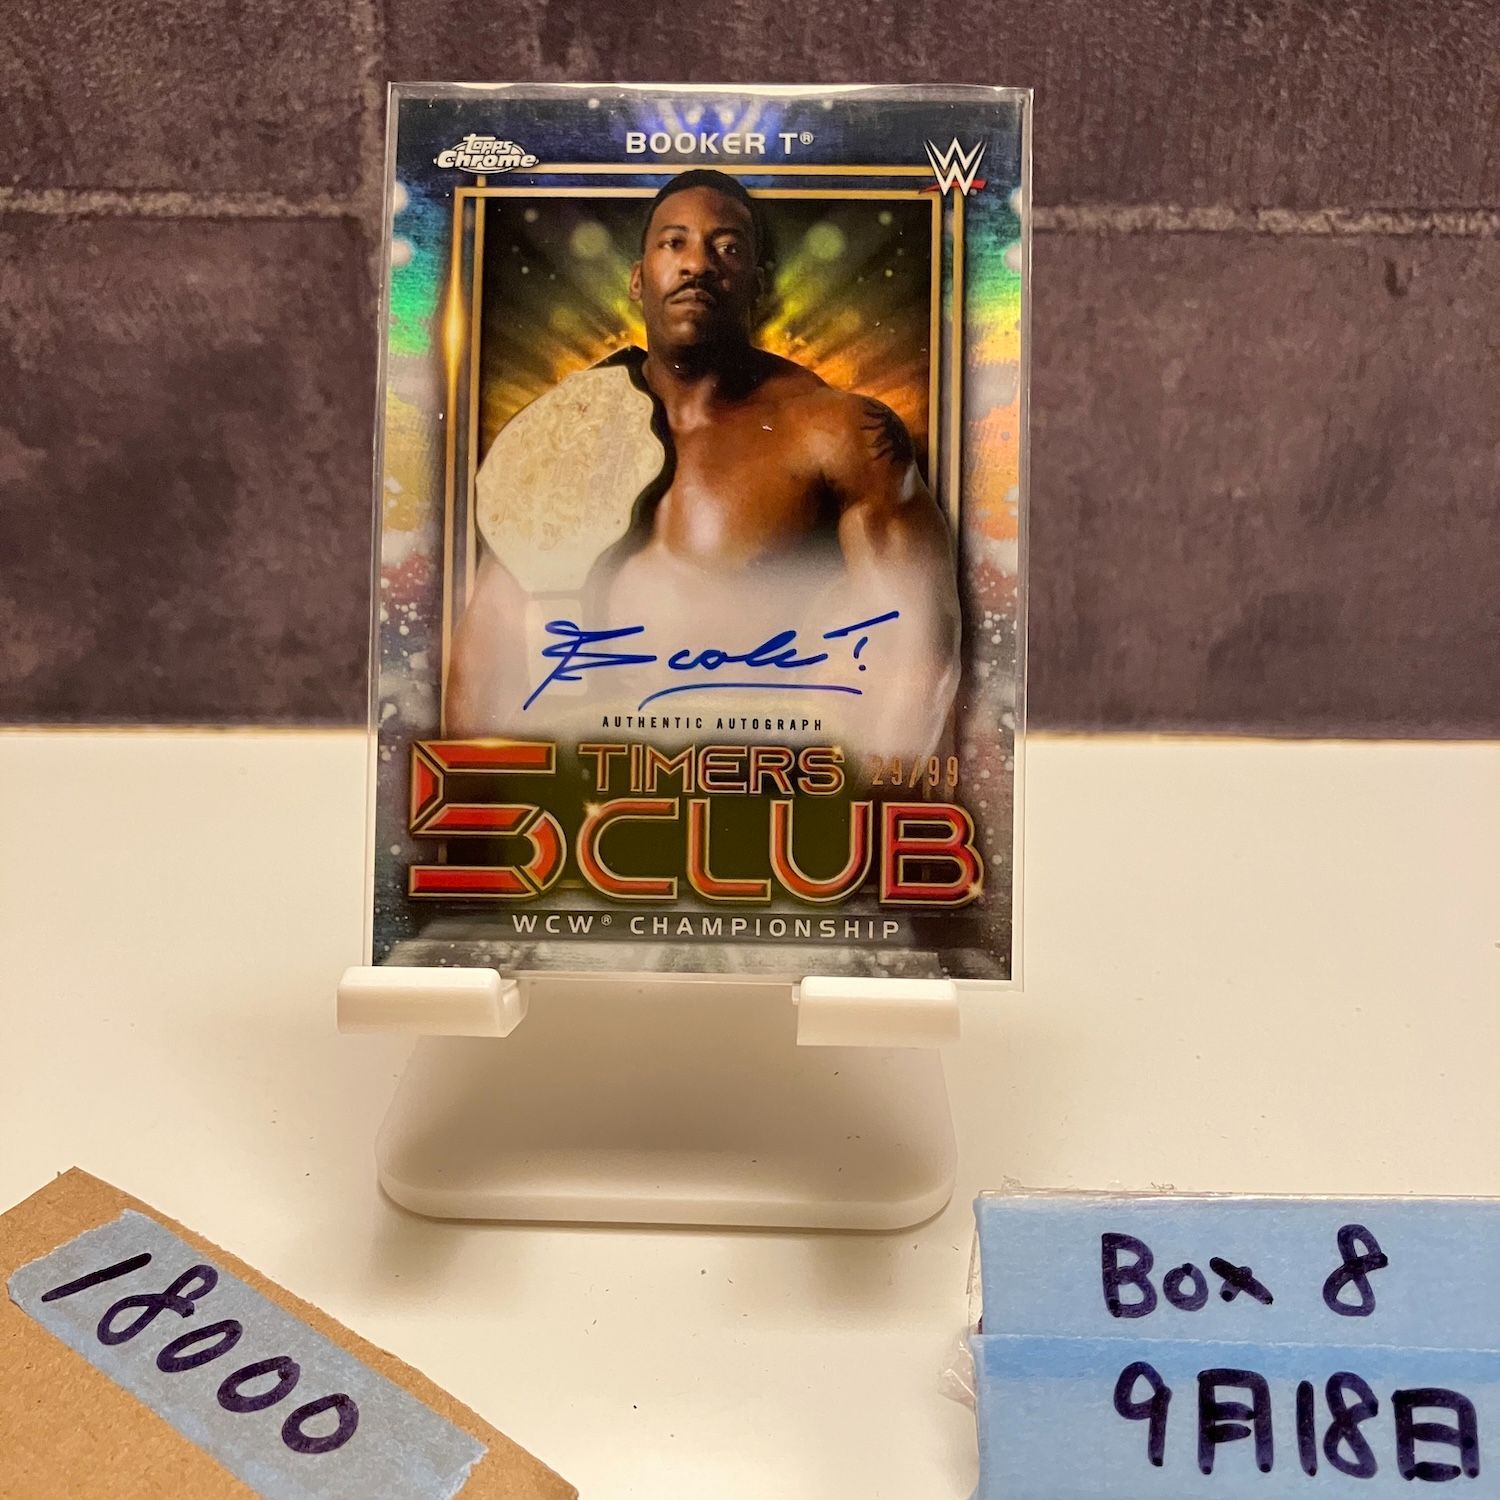 Topps
Chrome
BOOKER T®
W
Booker T!
AUTHENTIC AUTOGRAPH
5 TIMERS
CLUB
29/99
WCW® CHAMPIONSHIP
18000
Box 8
9月18日